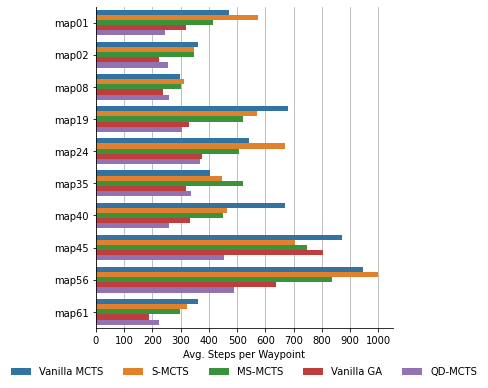 map01
map02
map08
map19
map24
map35
map40
map45
map56
map61
0 100 200 300 400 500 600 700 800 900 1000
Avg. Steps per Waypoint
Vanilla MCTS S-MCTS MS-MCTS Vanilla GA QD-MCTS